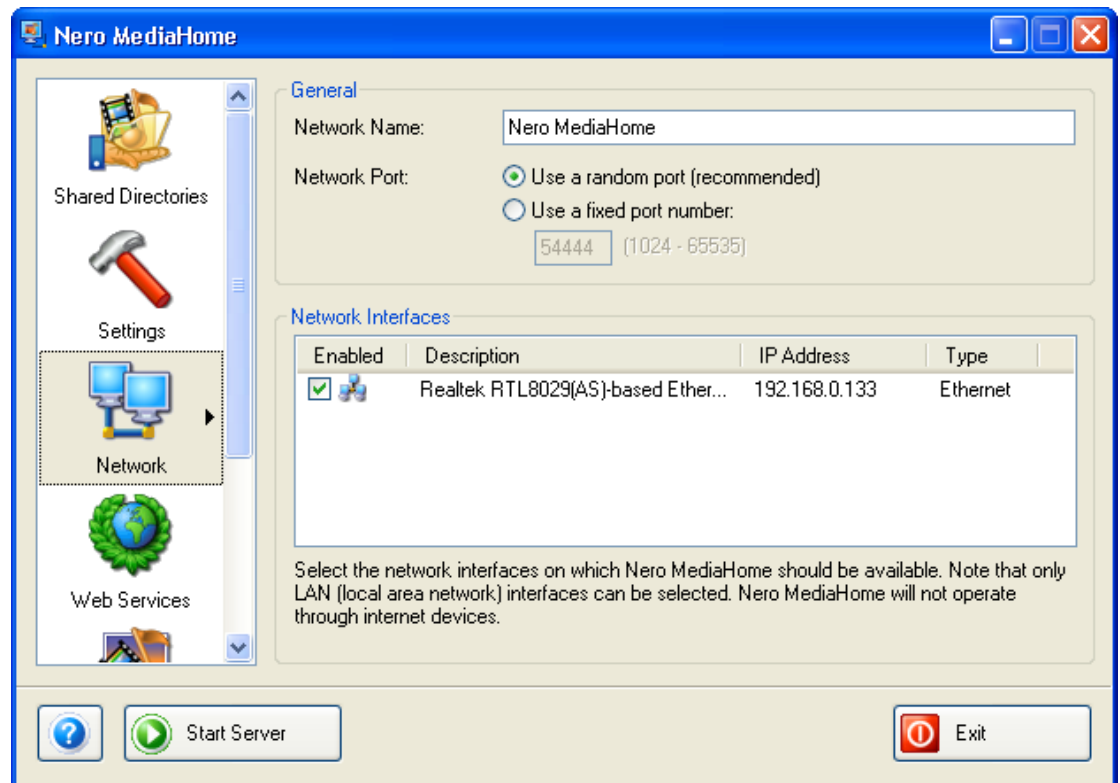 Nero MediaHome
Shared Directories
Settings
Network
Web Services
General
Network Name: Nero MediaHome
Network Port: Use a random port (recommended)
Use a fixed port number:
54444 (1024 - 65535)
Network Interfaces
Enabled Description IP Address Type
Realtek RTL8029(AS)-based Ether... 192.168.0.133 Ethernet
Select the network interfaces on which Nero MediaHome should be available. Note that only
LAN (local area network) interfaces can be selected. Nero MediaHome will not operate
through internet devices.
? Start Server Exit